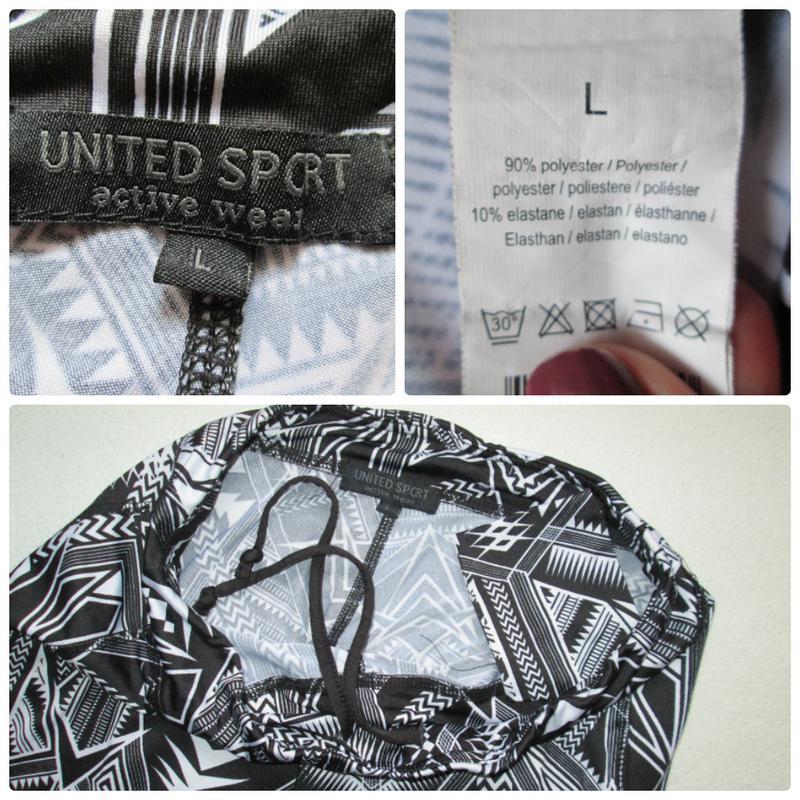 UNITED SPORT
active wear
L
L
90% polyester / Polyester /
polyester / poliestere / poliéster
10% elastane / elastan / élasthanne /
Elasthan / elastan / elastano
30°
UNITED SPORT
active wear